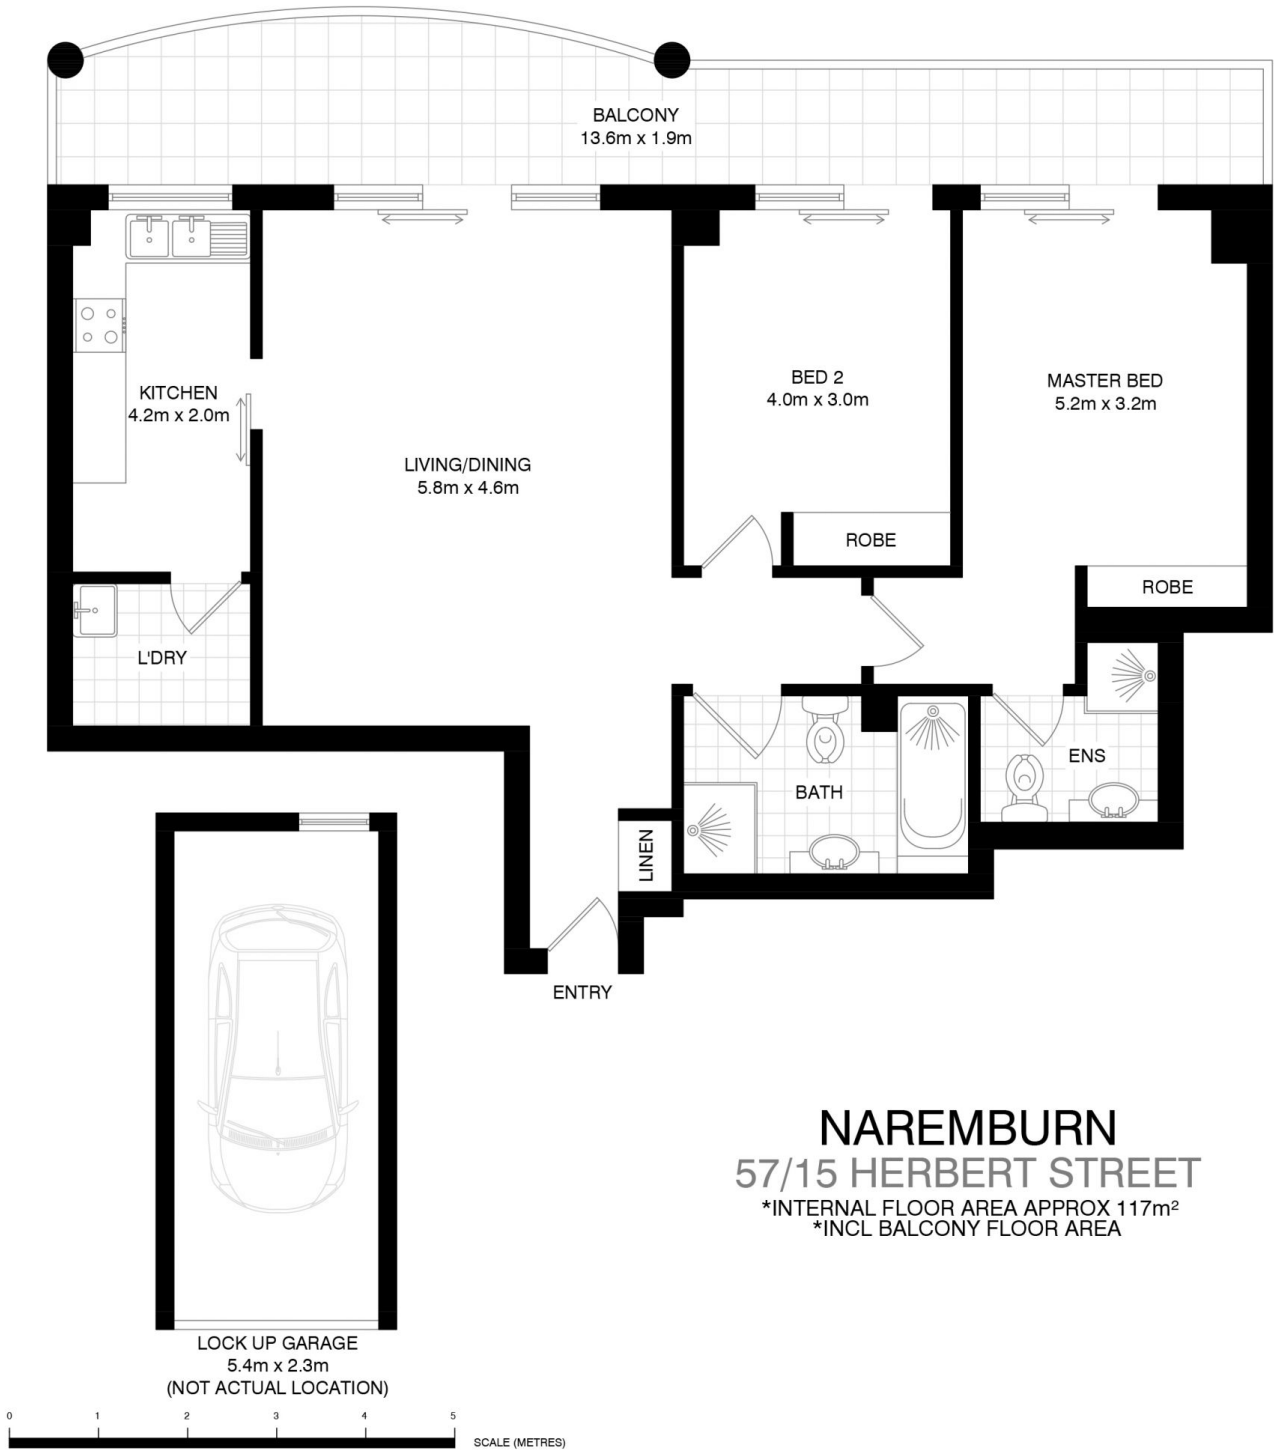 BALCONY
13.6m x 1.9m
KITCHEN
4.2m x 2.0m
LIVING/DINING
5.8m x 4.6m
BED 2
4.0m x 3.0m
MASTER BED
5.2m x 3.2m
ROBE
ROBE
L'DRY
BATH
ENS
LINEN
ENTRY
NAREMBURN
57/15 HERBERT STREET
*INTERNAL FLOOR AREA APPROX 117m²
*INCL BALCONY FLOOR AREA
LOCK UP GARAGE
5.4m x 2.3m
(NOT ACTUAL LOCATION)
0 1 2 3 4 5
SCALE (METRES)